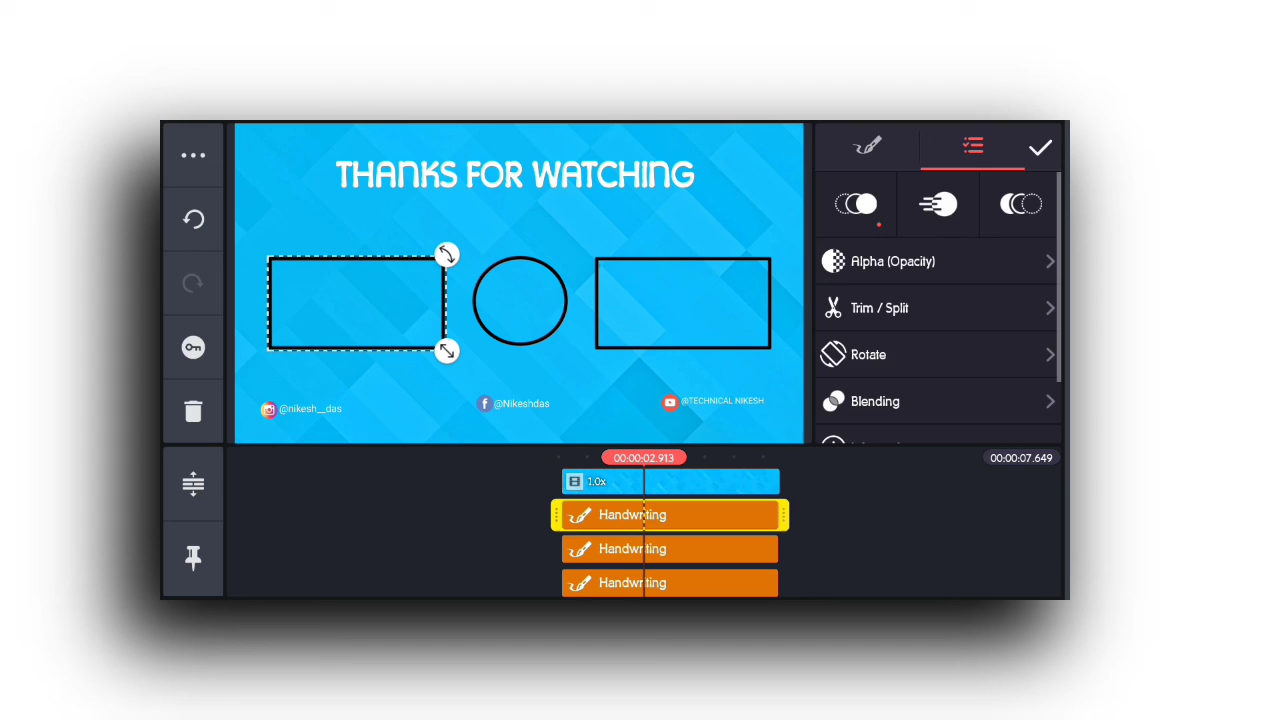 THANKS FOR WATCHING
@nikesh__das
@Nikeshdas
@TECHNICAL NIKESH
Alpha (Opacity)
Trim / Split
Rotate
Blending
00:00:02.913
00:00:07.649
1.0x
Handwriting
Handwriting
Handwriting